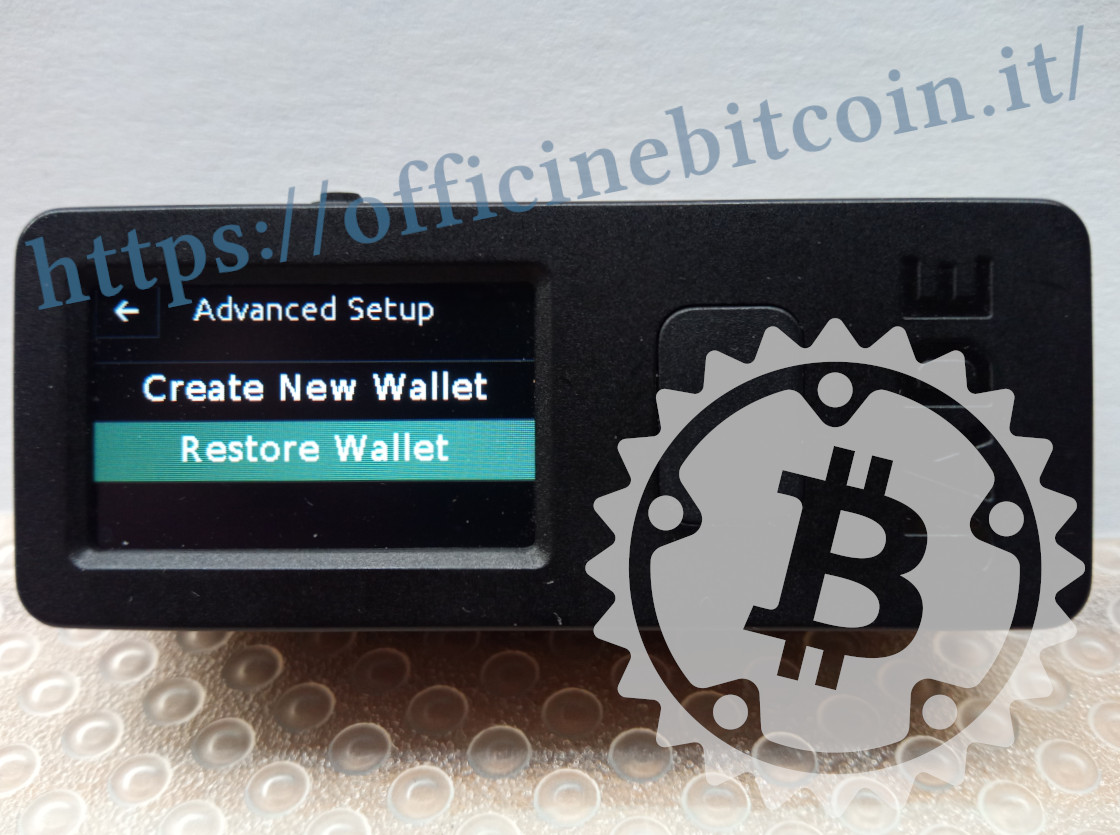 https://officinebitcoin.it/
← Advanced Setup
Create New Wallet
Restore Wallet